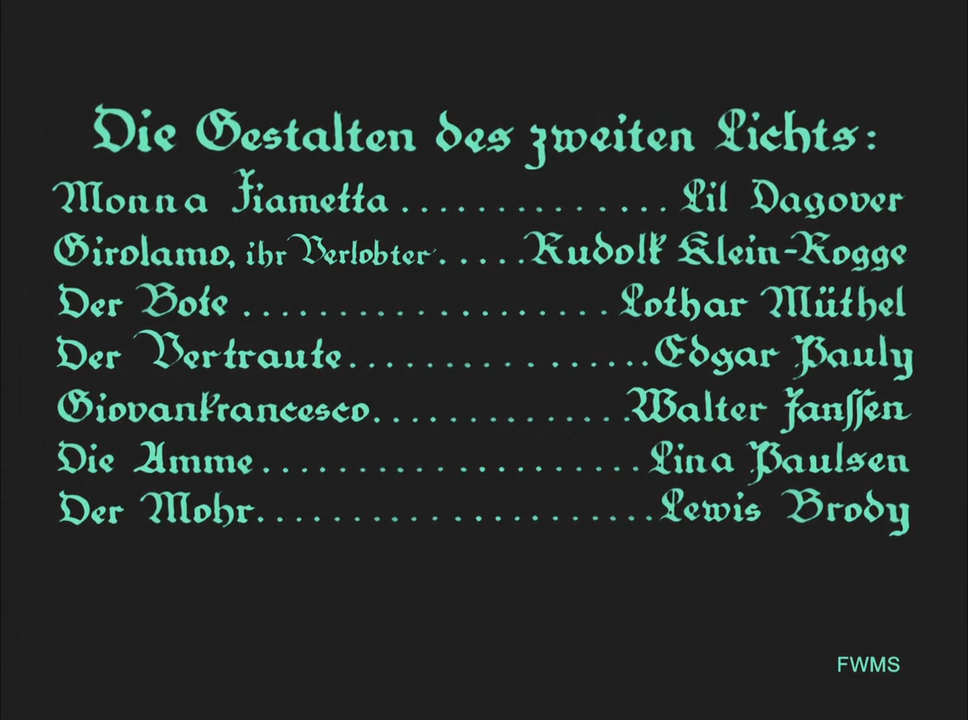 Die Gestalten des zweiten Lichts:
Monna Fiametta .............. Lil Dagover
Girolamo, ihr Verlobter.....Rudolf Klein-Rogge
Der Bote ................... Lothar Müthel
Der Vertraute................Edgar Pauly
Giovanfrancesco..............Walter Janssen
Die Amme ....................Lina Paulsen
Der Mohr.....................Lewis Brody
FWMS